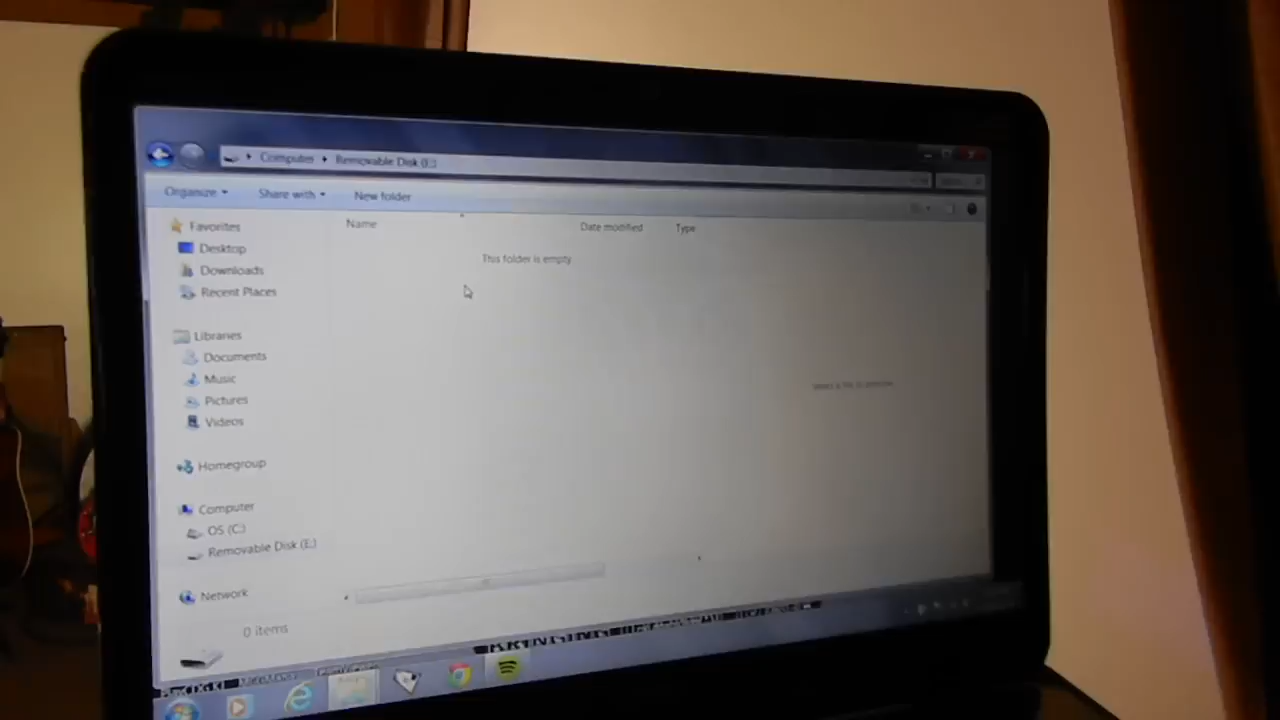 Computer Removable Disk (E:)
Organize Share with New folder
Name Date modified Type
This folder is empty.
Favorites
Desktop
Downloads
Recent Places
Libraries
Documents
Music
Pictures
Videos
Homegroup
Computer
OS (C:)
Removable Disk (E:)
Network
0 items